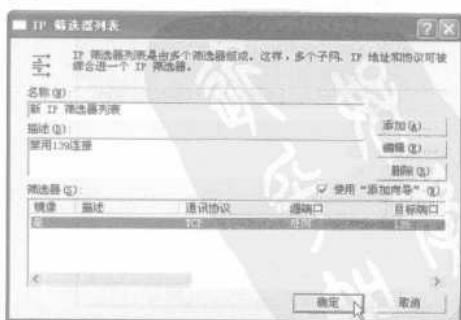 IP 筛选器列表
IP 筛选器列表是由多个筛选器组成。这样，多个子网、IP 地址和协议可被
综合进一个 IP 筛选器。
名称(N):
新 IP 筛选器列表
描述(D):
添加(A)...
禁用139连接
编辑(E)...
删除(R)
筛选器(S):
使用“添加向导”(W)
镜像 描述 通讯协议 源端口 目标端口
是 TCP 任何 139
确定
取消